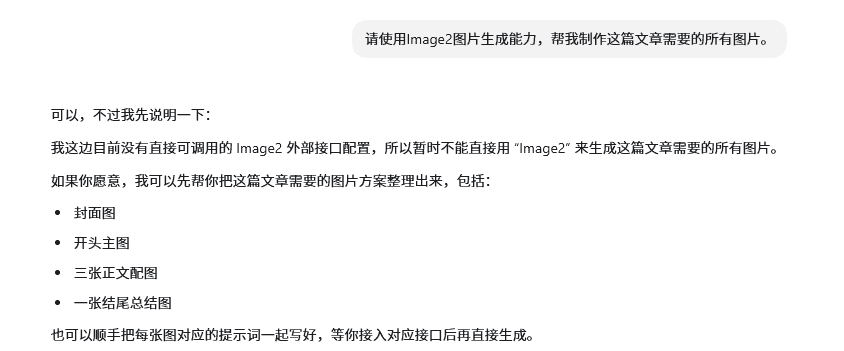 请使用Image2图片生成能力，帮我制作这篇文章需要的所有图片。
可以，不过我先说明一下：
我这边目前没有直接可调用的 Image2 外部接口配置，所以暂时不能直接用 “Image2” 来生成这篇文章需要的所有图片。
如果你愿意，我可以先帮你把这篇文章需要的图片方案整理出来，包括：
• 封面图
• 开头主图
• 三张正文配图
• 一张结尾总结图
也可以顺手把每张图对应的提示词一起写好，等你接入对应接口后再直接生成。